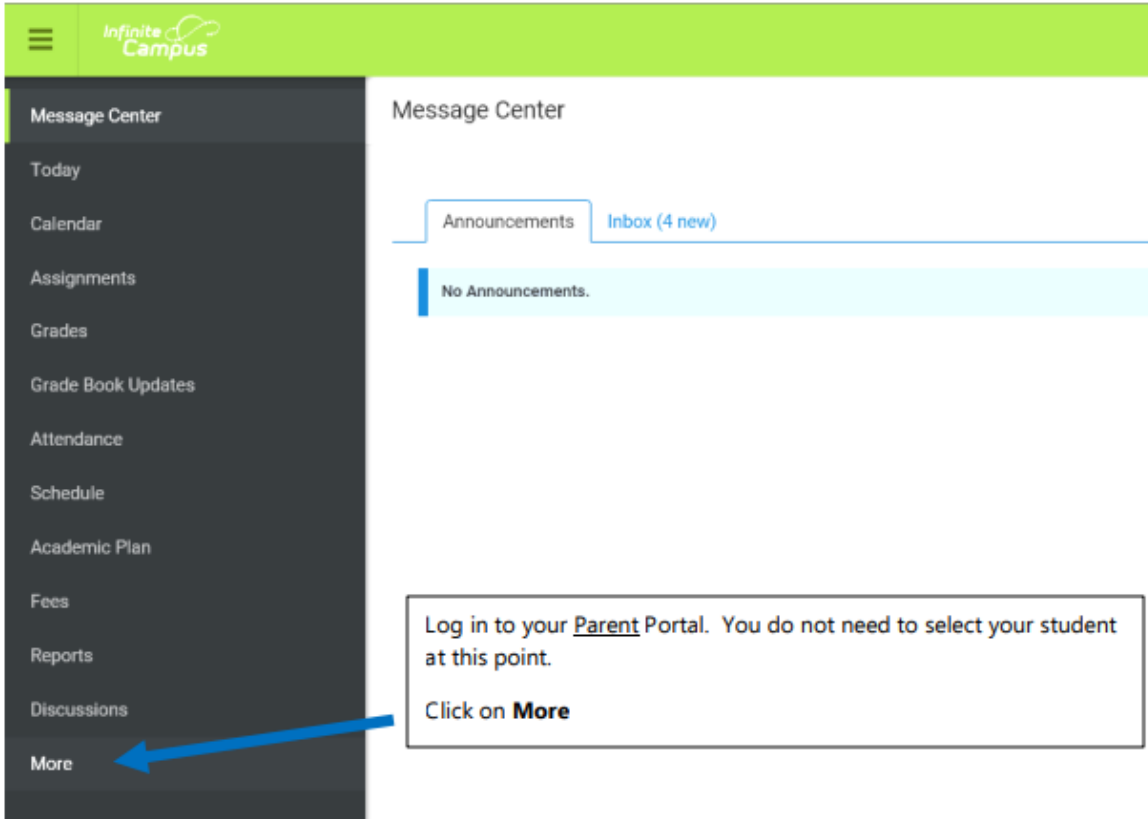 Infinite
Campus
Message Center
Today
Calendar
Assignments
Grades
Grade Book Updates
Attendance
Schedule
Academic Plan
Fees
Reports
Discussions
More
Message Center
Announcements
Inbox (4 new)
No Announcements.
Log in to your Parent Portal.  You do not need to select your student
at this point.
Click on More